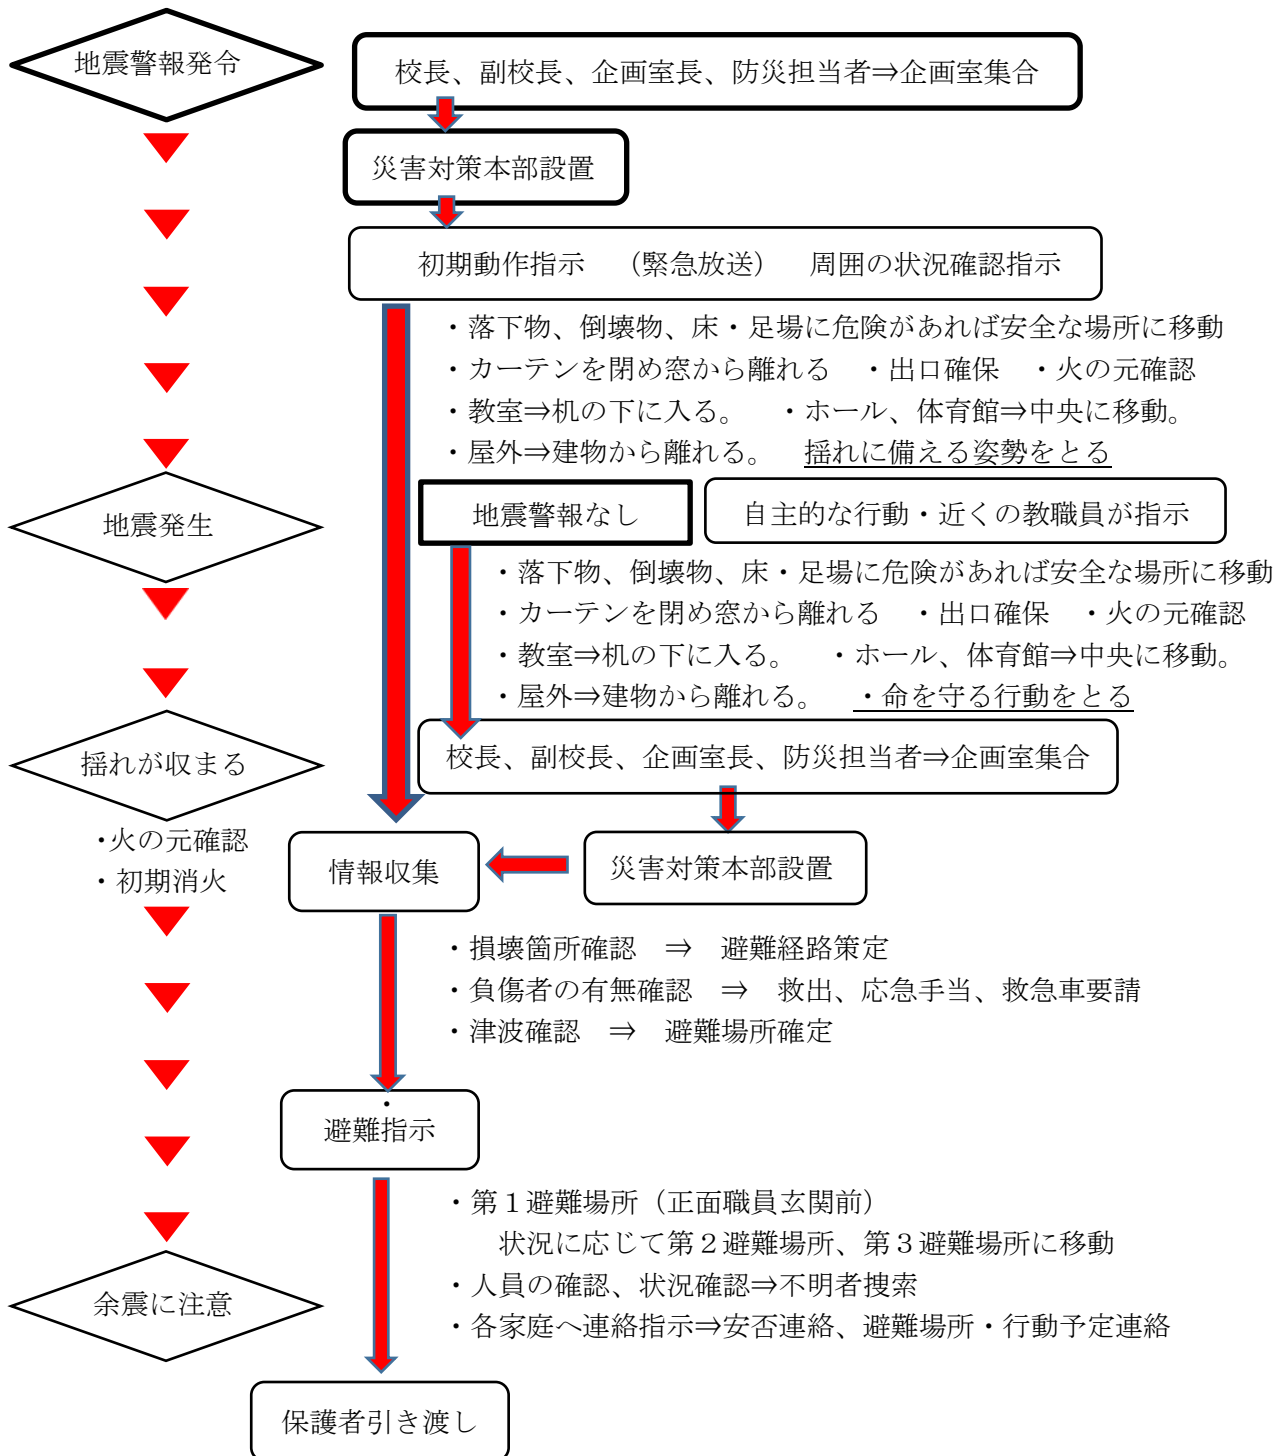 地震警報発令
校長、副校長、企画室長、防災担当者⇒企画室集合
災害対策本部設置
初期動作指示　（緊急放送）　周囲の状況確認指示
・落下物、倒壊物、床・足場に危険があれば安全な場所に移動
・カーテンを閉め窓から離れる　・出口確保　・火の元確認
・教室⇒机の下に入る。　・ホール、体育館⇒中央に移動。
・屋外⇒建物から離れる。　揺れに備える姿勢をとる
地震発生
地震警報なし
自主的な行動・近くの教職員が指示
・落下物、倒壊物、床・足場に危険があれば安全な場所に移動
・カーテンを閉め窓から離れる　・出口確保　・火の元確認
・教室⇒机の下に入る。　・ホール、体育館⇒中央に移動。
・屋外⇒建物から離れる。　・命を守る行動をとる
揺れが収まる
校長、副校長、企画室長、防災担当者⇒企画室集合
・火の元確認
・初期消火
情報収集
災害対策本部設置
・損壊箇所確認　⇒　避難経路策定
・負傷者の有無確認　⇒　救出、応急手当、救急車要請
・津波確認　⇒　避難場所確定
・
避難指示
・第１避難場所（正面職員玄関前）
状況に応じて第２避難場所、第３避難場所に移動
・人員の確認、状況確認⇒不明者捜索
・各家庭へ連絡指示⇒安否連絡、避難場所・行動予定連絡
余震に注意
保護者引き渡し